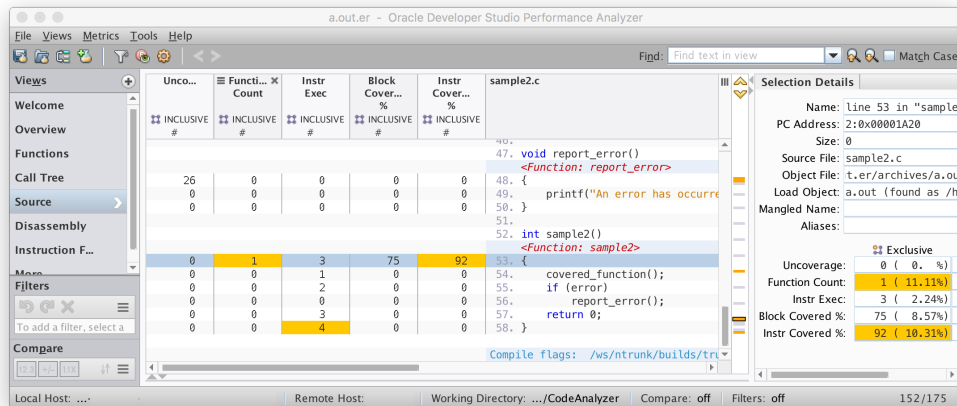 a.out.er - Oracle Developer Studio Performance Analyzer
File Views Metrics Tools Help
Find: Find text in view Match Case
Views
Welcome
Overview
Functions
Call Tree
Source
Disassembly
Instruction F...
More
Filters
To add a filter, select a
Compare
12.3 +/- 1.1X
Unco... Functi... Instr Block Instr sample2.c
Count Exec Cover... Cover...
% %
INCLUSIVE INCLUSIVE INCLUSIVE INCLUSIVE INCLUSIVE
# # # # #
46.
47. void report_error()
<Function: report_error>
26 0 0 0 0 48. {
0 0 0 0 0 49. printf("An error has occurre
0 0 0 0 0 50. }
51.
52. int sample2()
<Function: sample2>
0 1 3 75 92 53. {
0 0 1 0 0 54. covered_function();
0 0 2 0 0 55. if (error)
0 0 0 0 0 56. report_error();
0 0 3 0 0 57. return 0;
0 0 4 0 0 58. }
Compile flags: /ws/ntrunk/builds/tru
Selection Details
Name: line 53 in "sample
PC Address: 2:0x00001A20
Size: 0
Source File: sample2.c
Object File: t.er/archives/a.ou
Load Object: a.out (found as /h
Mangled Name:
Aliases:
Exclusive
Uncoverage: 0 ( 0. %)
Function Count: 1 ( 11.11%)
Instr Exec: 3 ( 2.24%)
Block Covered %: 75 ( 8.57%)
Instr Covered %: 92 ( 10.31%)
Local Host: ... Remote Host: Working Directory: .../CodeAnalyzer Compare: off Filters: off 152/175